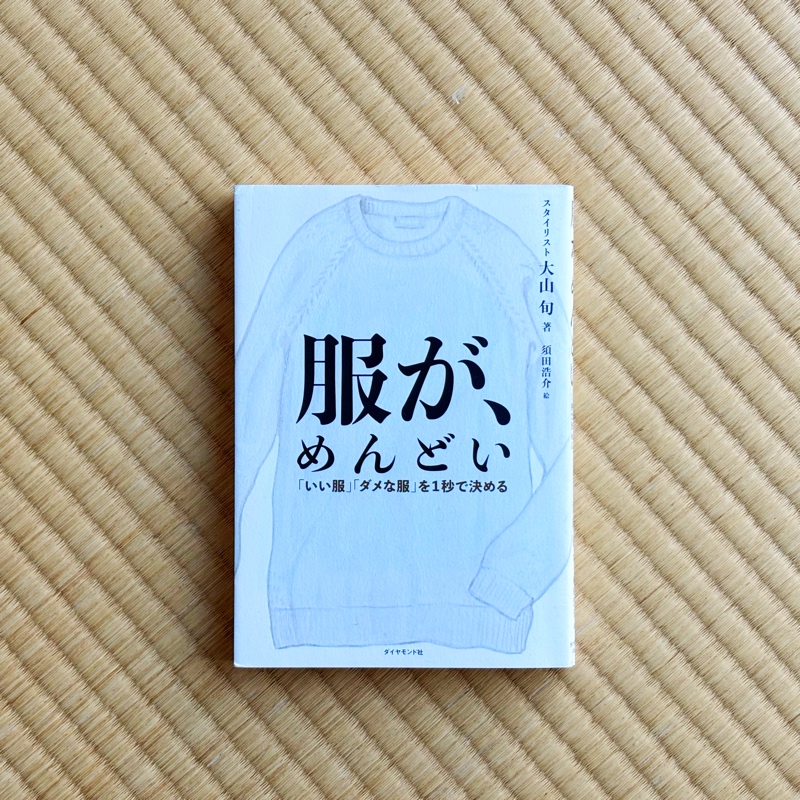 スタイリスト 大山 旬 著 須田浩介 絵
服が、
めんどい
「いい服」「ダメな服」を1秒で決める
ダイヤモンド社